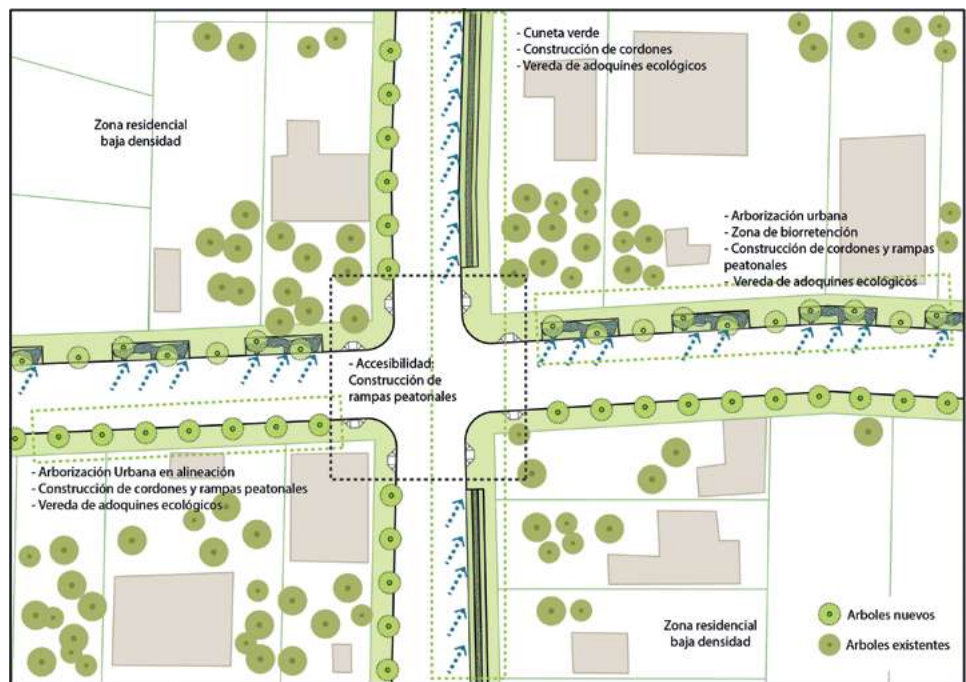 - Cuneta verde
- Construcción de cordones
- Vereda de adoquines ecológicos
Zona residencial
baja densidad
- Arborización urbana
- Zona de biorretención
- Construcción de cordones y rampas
peatonales
- Vereda de adoquines ecológicos
- Accesibilidad:
Construcción de
rampas peatonales
- Arborización Urbana en alineación
- Construcción de cordones y rampas peatonales
- Vereda de adoquines ecológicos
Zona residencial
baja densidad
Arboles nuevos
Arboles existentes